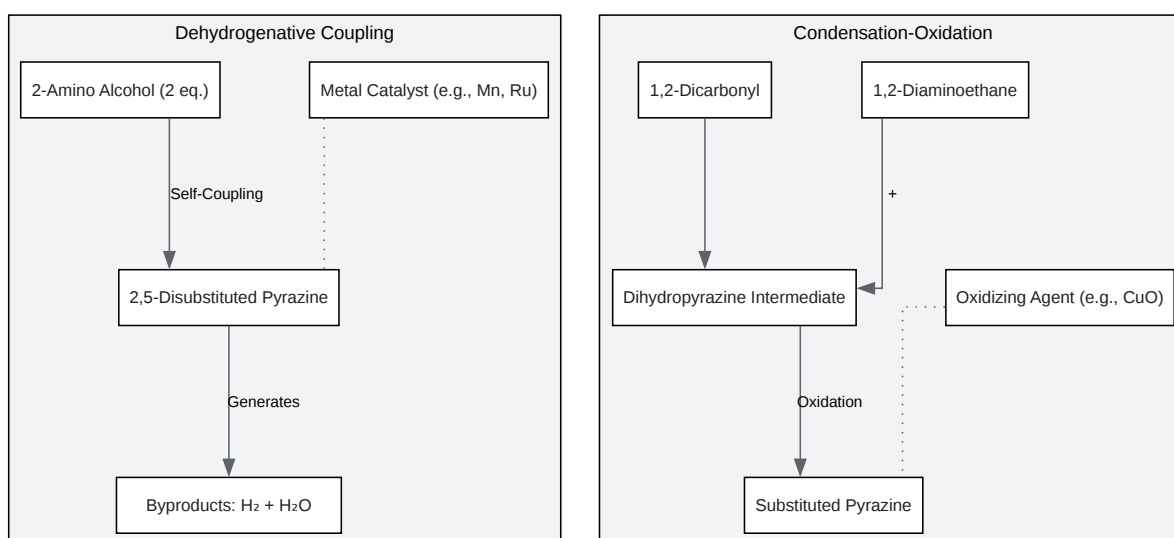 Dehydrogenative Coupling
2-Amino Alcohol (2 eq.)
Metal Catalyst (e.g., Mn, Ru)
Self-Coupling
2,5-Disubstituted Pyrazine
Generates
Byproducts: H₂ + H₂O
Condensation-Oxidation
1,2-Dicarbonyl
1,2-Diaminoethane
+
Dihydropyrazine Intermediate
Oxidizing Agent (e.g., CuO)
Oxidation
Substituted Pyrazine